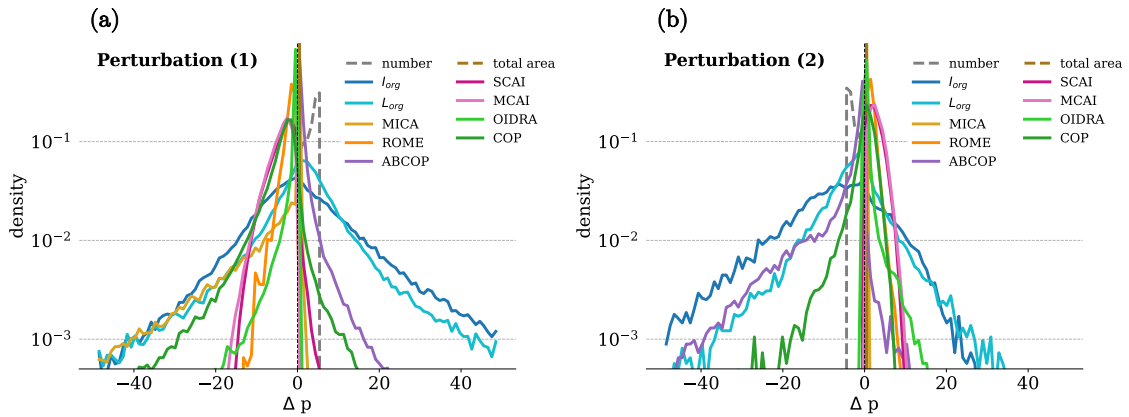 (a)
Perturbation (1)
number
I_org
L_org
MICA
ROME
ABCOP
total area
SCAI
MCAI
OIDRA
COP
density
10^{-1}
10^{-2}
10^{-3}
−40 −20 0 20 40
Δ p
(b)
Perturbation (2)
number
I_org
L_org
MICA
ROME
ABCOP
total area
SCAI
MCAI
OIDRA
COP
density
10^{-1}
10^{-2}
10^{-3}
−40 −20 0 20 40
Δ p